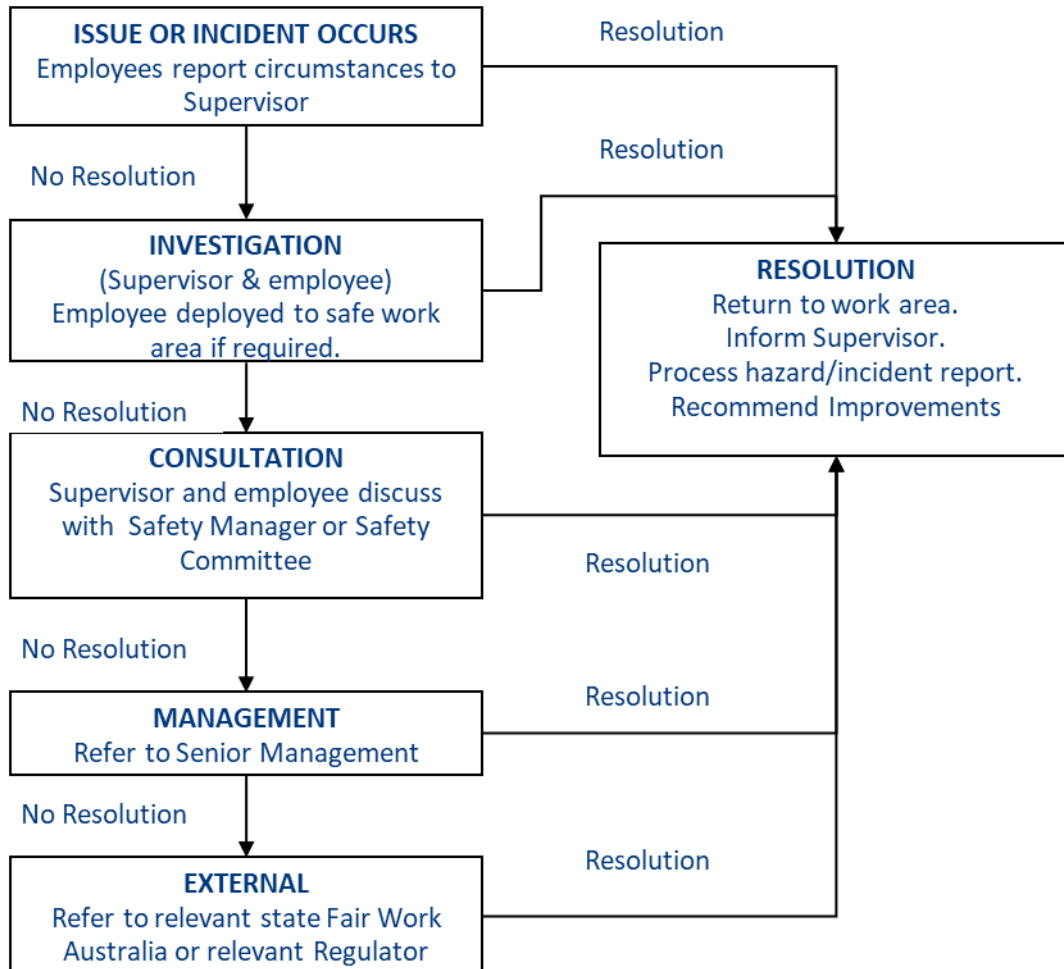 ISSUE OR INCIDENT OCCURS
Employees report circumstances to
Supervisor
Resolution
No Resolution
Resolution
INVESTIGATION
(Supervisor & employee)
Employee deployed to safe work
area if required.
RESOLUTION
Return to work area.
Inform Supervisor.
Process hazard/incident report.
Recommend Improvements
No Resolution
CONSULTATION
Supervisor and employee discuss
with Safety Manager or Safety
Committee
Resolution
No Resolution
MANAGEMENT
Refer to Senior Management
Resolution
No Resolution
EXTERNAL
Refer to relevant state Fair Work
Australia or relevant Regulator
Resolution